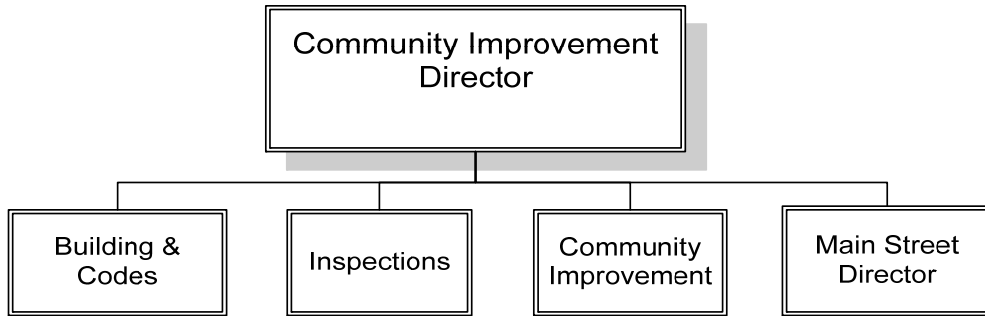 Community Improvement
Director
Building &
Codes
Inspections
Community
Improvement
Main Street
Director